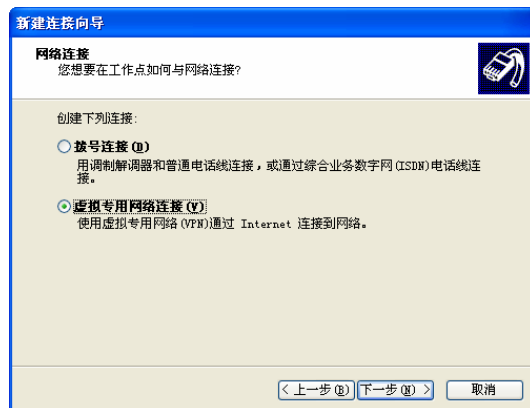 新建连接向导
网络连接
您想要在工作点如何与网络连接?
创建下列连接:
拨号连接(D)
用调制解调器和普通电话线连接，或通过综合业务数字网(ISDN)电话线连
接。
虚拟专用网络连接(V)
使用虚拟专用网络(VPN)通过 Internet 连接到网络。
< 上一步(B) 下一步(N) > 取消